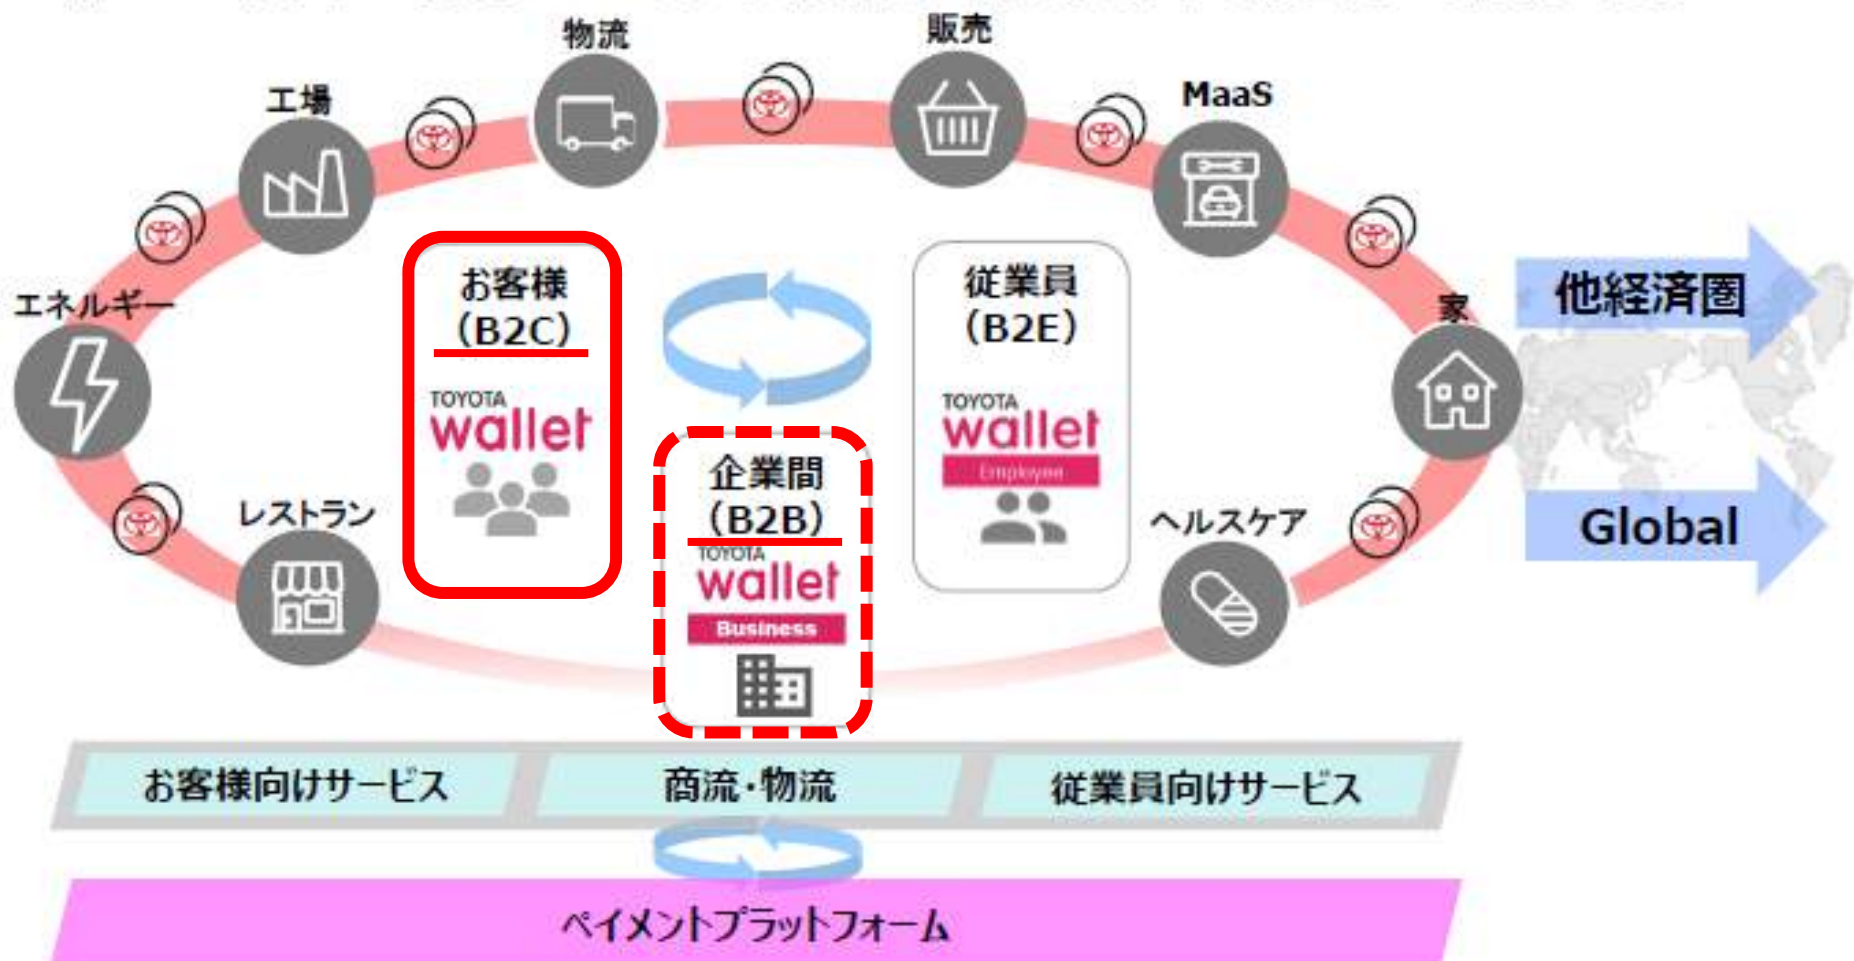 物流
販売
工場
MaaS
エネルギー
お客様
（B2C）
TOYOTA
wallet
従業員
（B2E）
TOYOTA
wallet
Employee
家
他経済圏
Global
企業間
（B2B）
TOYOTA
wallet
Business
レストラン
ヘルスケア
お客様向けサービス
商流・物流
従業員向けサービス
ペイメントプラットフォーム